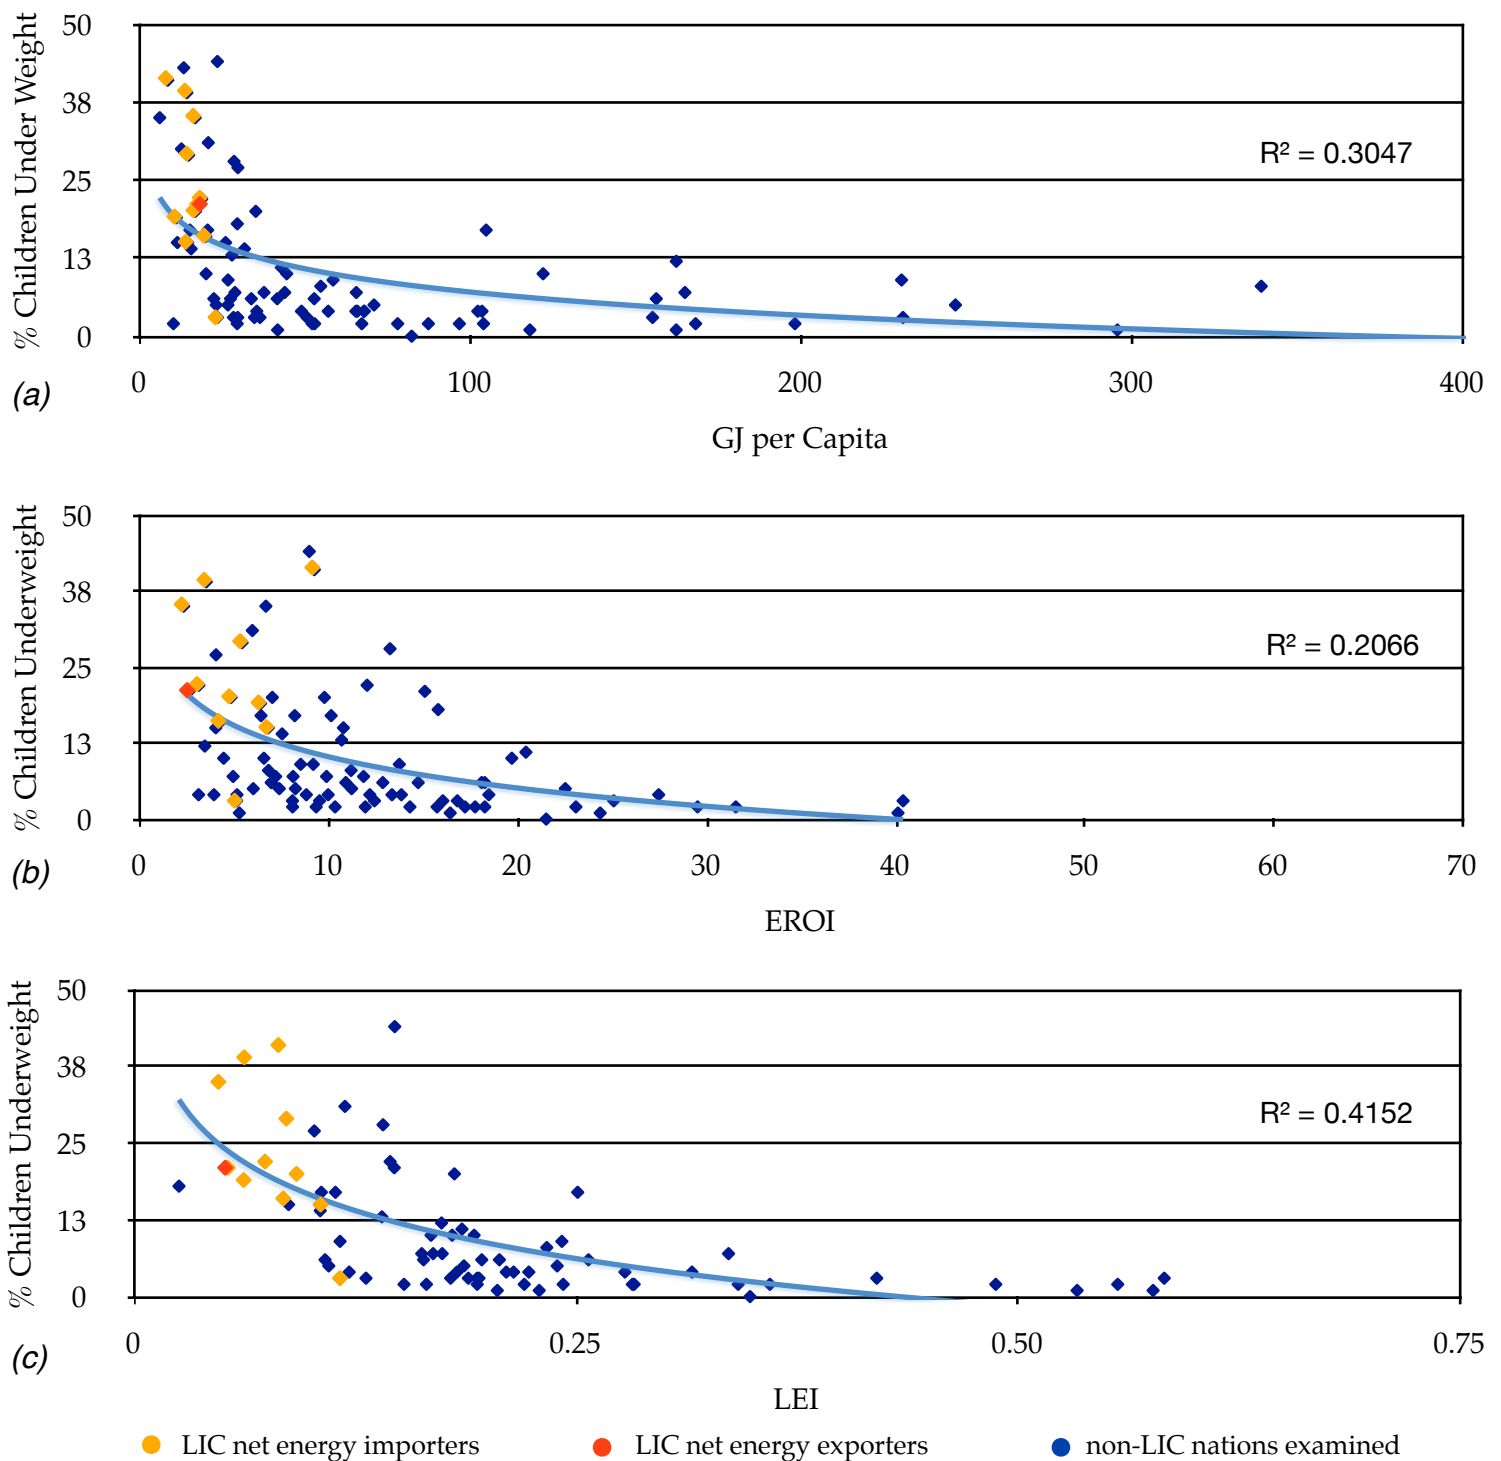 % Children Under Weight
50
38
25
13
0
R² = 0.3047
0 100 200 300 400
(a)
GJ per Capita
% Children Underweight
50
38
25
13
0
R² = 0.2066
0 10 20 30 40 50 60 70
(b)
EROI
% Children Underweight
50
38
25
13
0
R² = 0.4152
0 0.25 0.50 0.75
(c)
LEI
LIC net energy importers LIC net energy exporters non-LIC nations examined